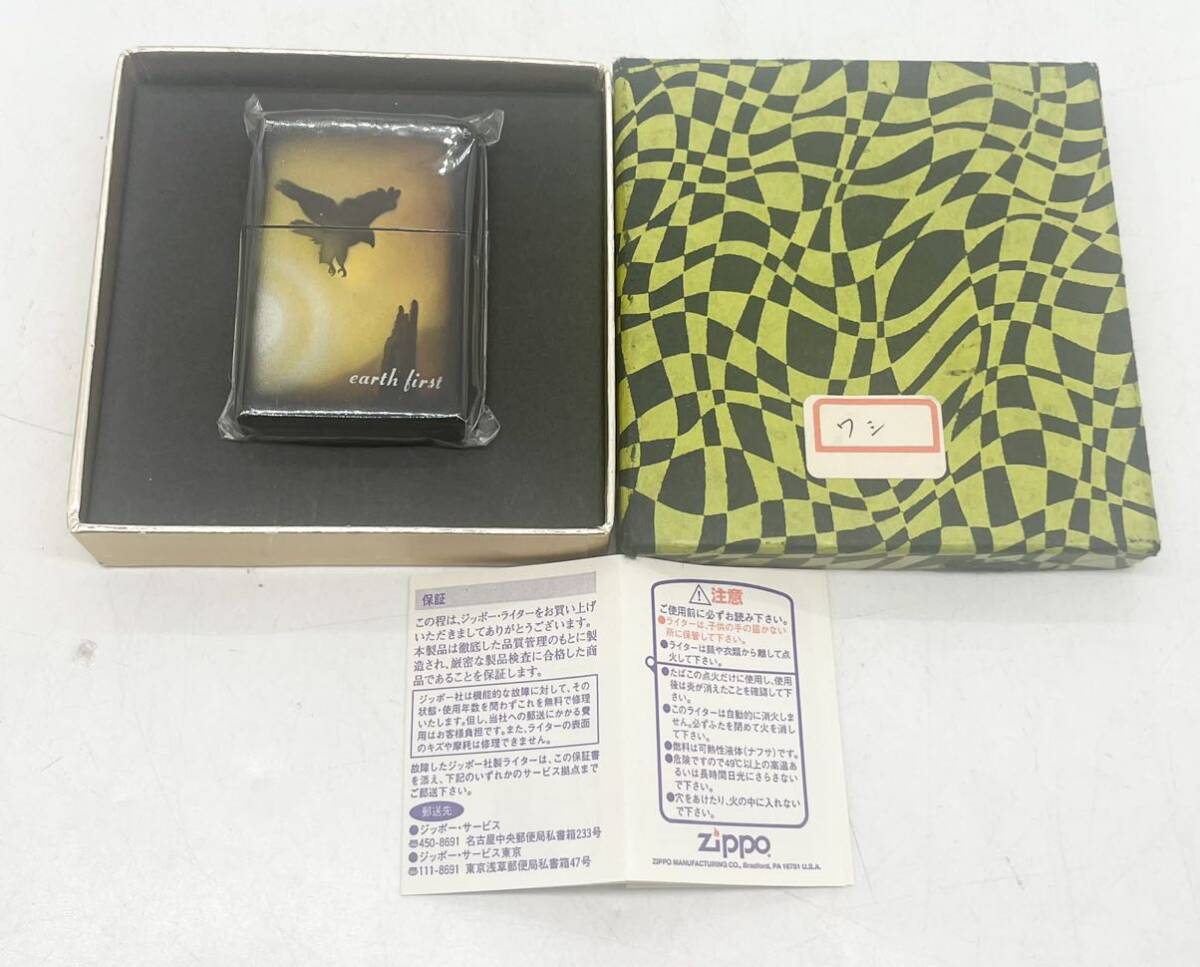 earth first
ワシ
保証
この程は、ジッポー・ライターをお買い上げ
いただきましてありがとうございます。
本製品は徹底した品質管理のもとに製
造され、厳密な製品検査に合格した商
品であることを保証します。
ジッポー社は機能的な故障に対して、その
状態・使用年数を問わずこれを無料で修理
いたします。但し、当社への郵送にかかる費
用はお客様負担です。また、ライターの表面
のキズや摩耗は修理できません。
故障したジッポー社製ライターは、この保証書
を添え、下記のいずれかのサービス拠点まで
ご郵送下さい。
郵送先
●ジッポー・サービス
〠450-8691 名古屋中央郵便局私書箱233号
●ジッポー・サービス東京
〠111-8691 東京浅草郵便局私書箱47号
⚠注意
ご使用前に必ずお読み下さい。
●ライターは、子供の手の届かない
所に保管して下さい。
●ライターは顔や衣類から離して点
火して下さい。
●たばこの点火だけに使用し、使用
後は炎が消えたことを確認して下
さい。
●このライターは自動的に消火しま
せん。必ずふたを閉めて火を消し
て下さい。
●燃料は可熱性液体(ナフサ)です。
●危険ですので49℃以上の高温あ
るいは長時間日光にさらさない
で下さい。
●穴をあけたり、火の中に入れない
で下さい。
zippo
ZIPPO MANUFACTURING CO., Bradford, PA 16701 U.S.A.